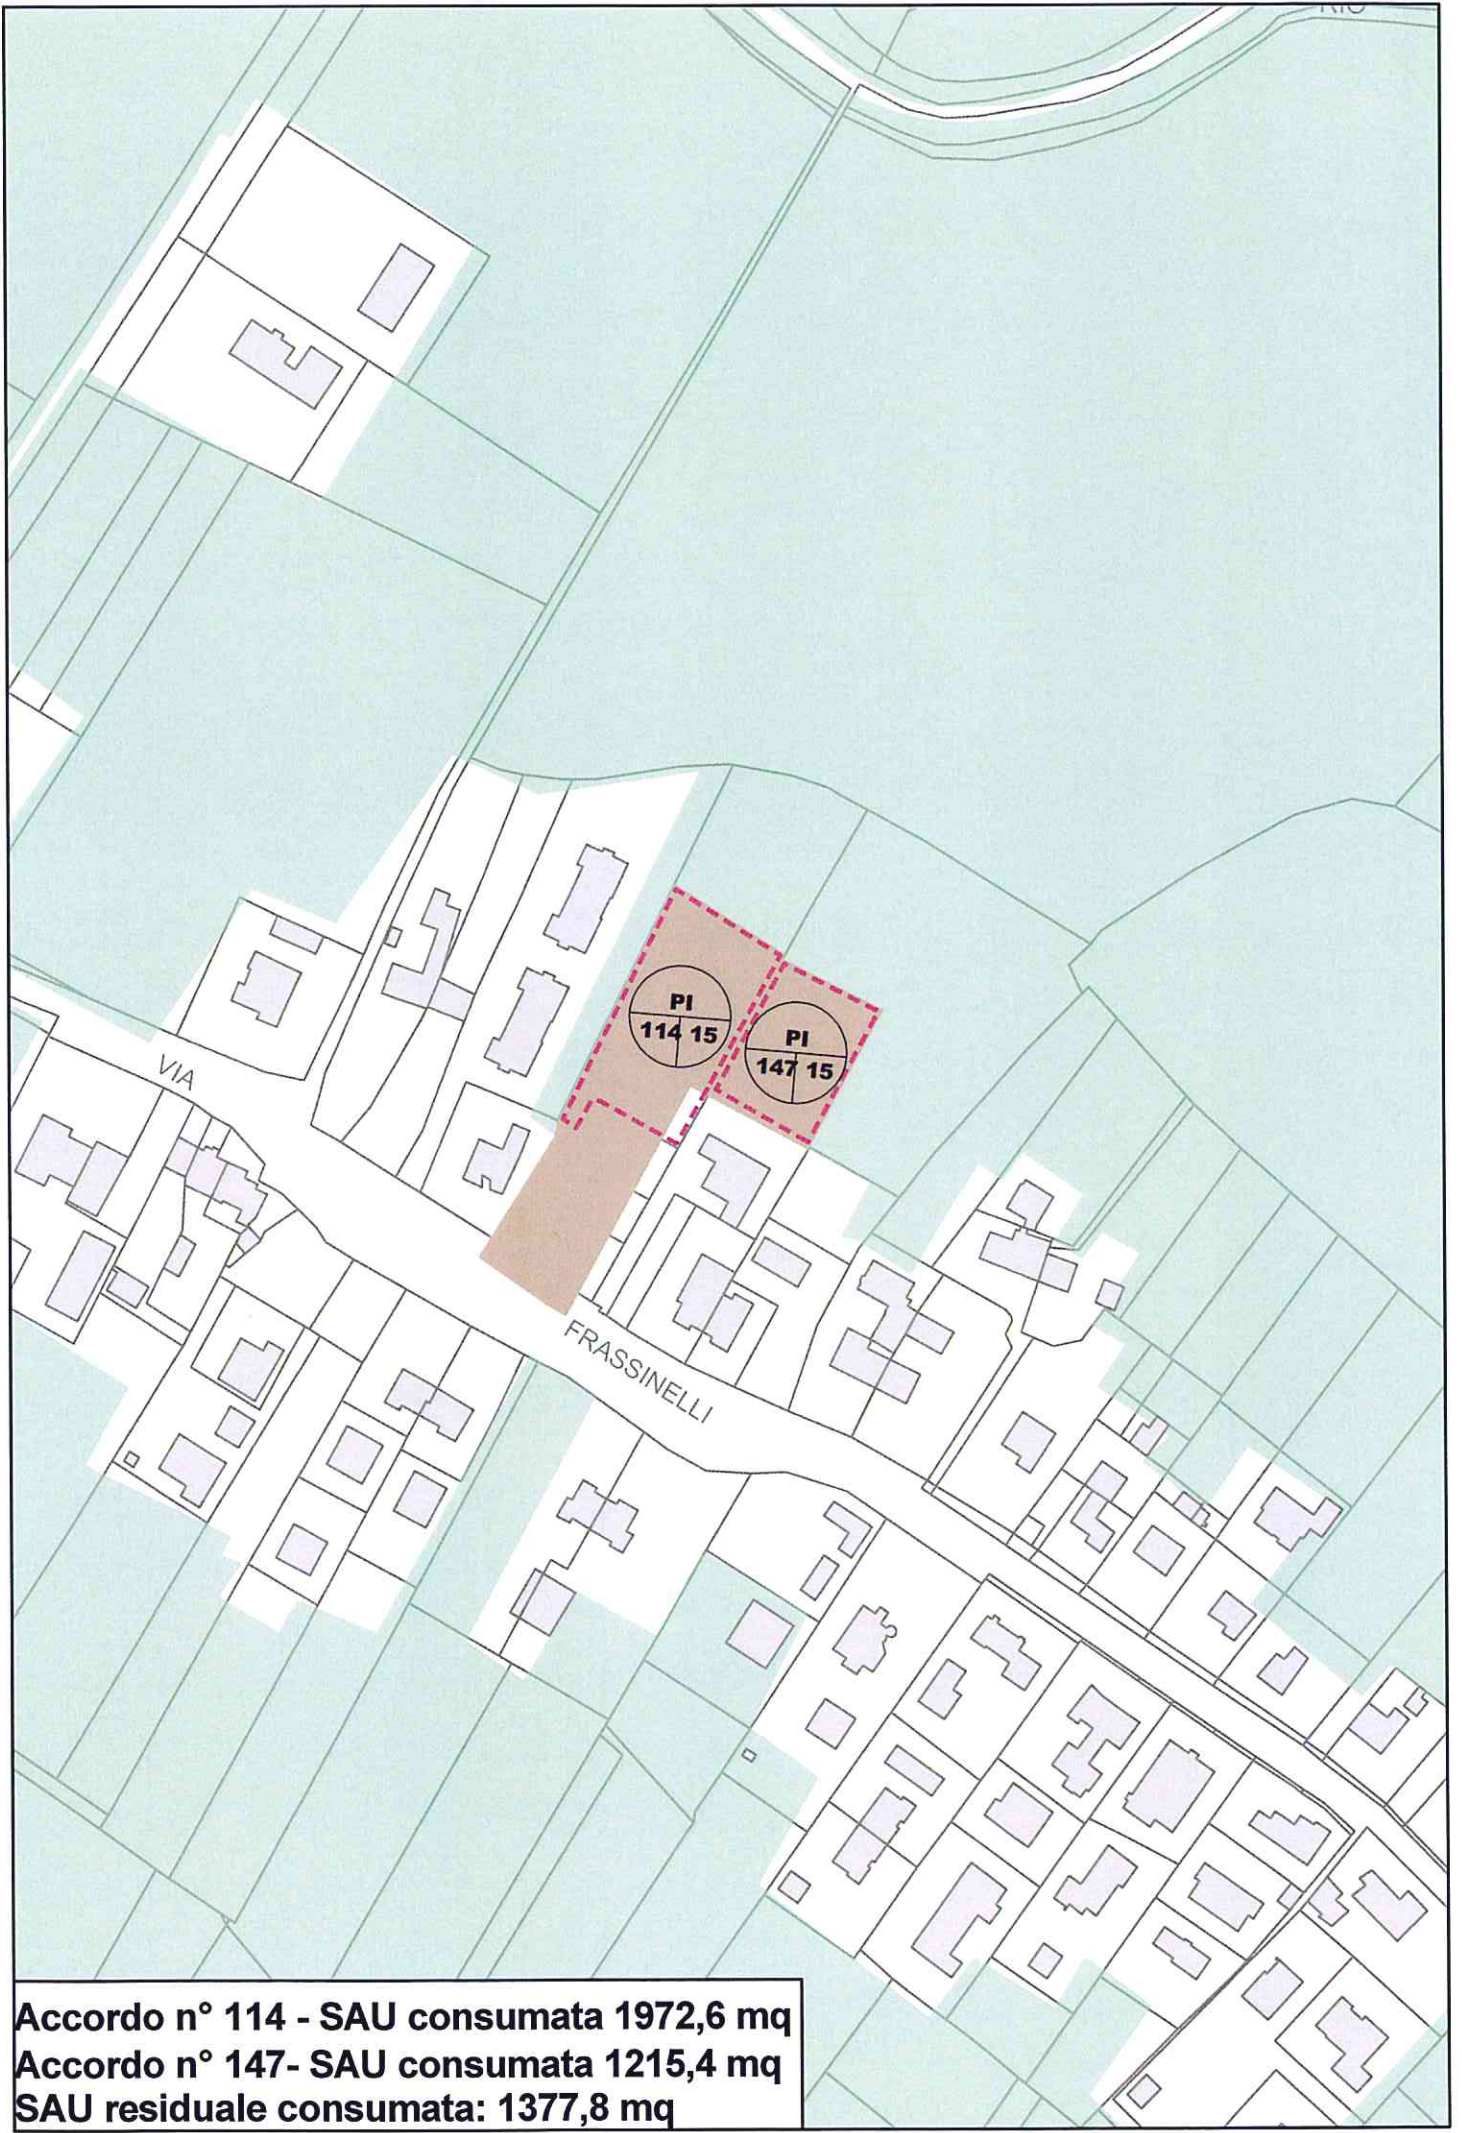 RIO
PI
114 15
PI
147 15
VIA
FRASSINELLI
Accordo n° 114 - SAU consumata 1972,6 mq
Accordo n° 147- SAU consumata 1215,4 mq
SAU residuale consumata: 1377,8 mq